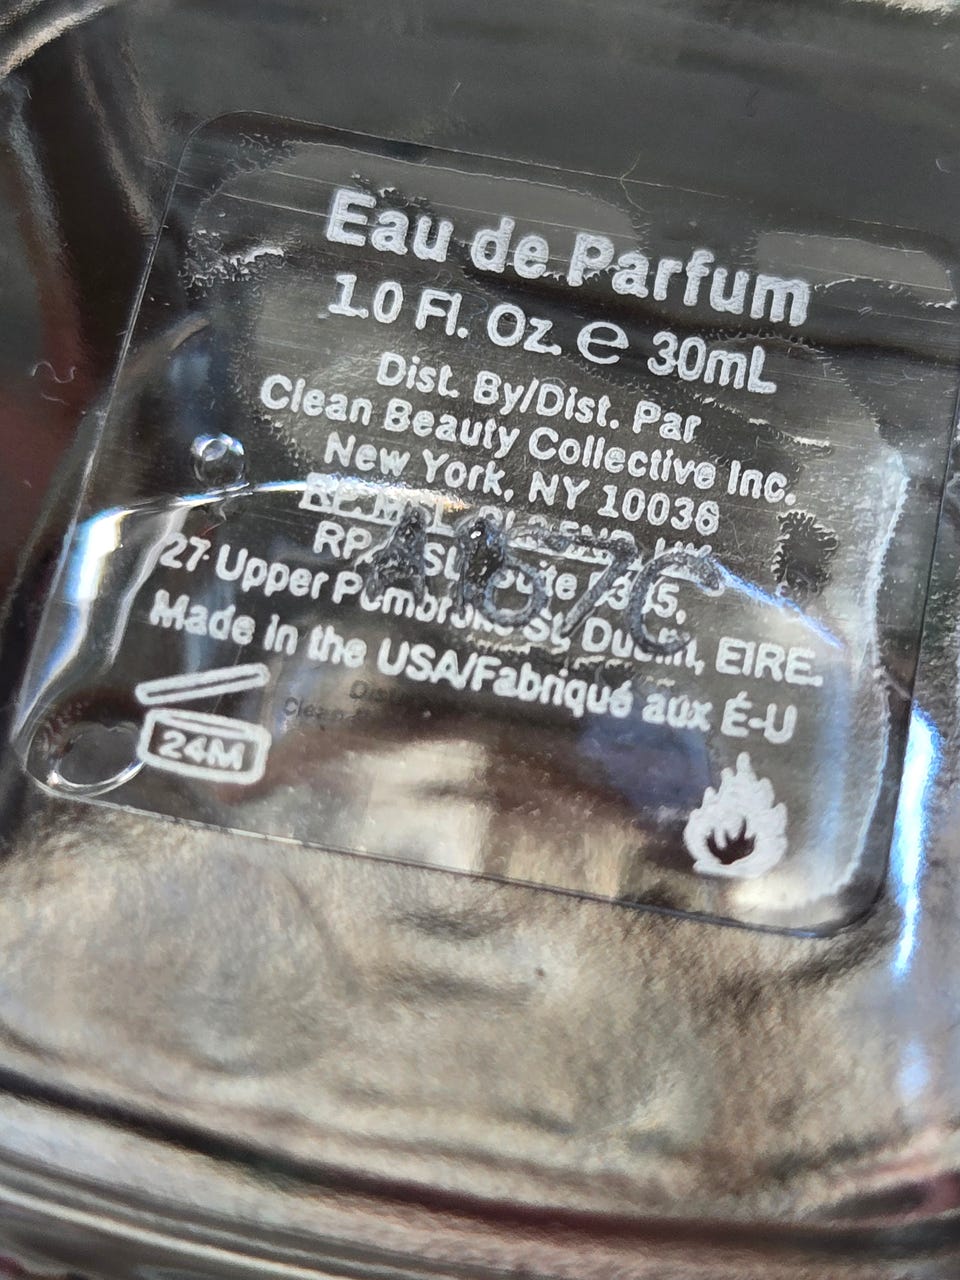 Eau de Parfum
1.0 Fl. Oz. e 30mL
Dist. By/Dist. Par
Clean Beauty Collective Inc.
New York, NY 10036
27 Upper Pembroke St, Dublin, EIRE.
Made in the USA/Fabriqué aux É-U
24M